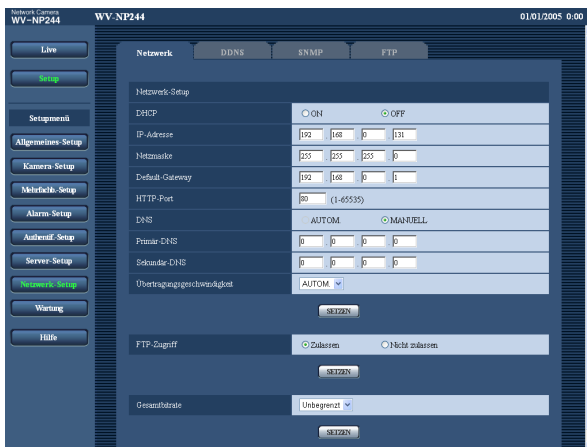 Network Camera
WV-NP244
WV-NP244
01/01/2005 0:00
Live
Setup
Setupmenü
Allgemeines-Setup
Kamera-Setup
Mehrfachb.-Setup
Alarm-Setup
Authentif.-Setup
Server-Setup
Netzwerk-Setup
Wartung
Hilfe
Netzwerk
DDNS
SNMP
FTP
Netzwerk-Setup
DHCP
ON
OFF
IP-Adresse
192 . 168 . 0 . 131
Netzmaske
255 . 255 . 255 . 0
Default-Gateway
192 . 168 . 0 . 1
HTTP-Port
80 (1-65535)
DNS
AUTOM.
MANUELL
Primär-DNS
0 . 0 . 0 . 0
Sekundär-DNS
0 . 0 . 0 . 0
Übertragungsgeschwindigkeit
AUTOM.
SETZEN
FTP-Zugriff
Zulassen
Nicht zulassen
SETZEN
Gesamtbitrate
Unbegrenzt
SETZEN